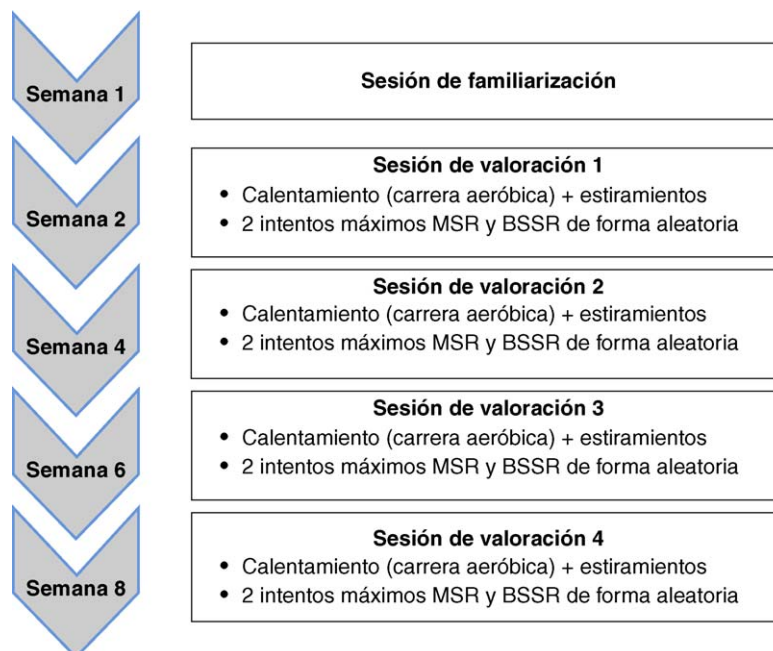 Semana 1
Sesión de familiarización
Semana 2
Sesión de valoración 1
• Calentamiento (carrera aeróbica) + estiramientos
• 2 intentos máximos MSR y BSSR de forma aleatoria
Semana 4
Sesión de valoración 2
• Calentamiento (carrera aeróbica) + estiramientos
• 2 intentos máximos MSR y BSSR de forma aleatoria
Semana 6
Sesión de valoración 3
• Calentamiento (carrera aeróbica) + estiramientos
• 2 intentos máximos MSR y BSSR de forma aleatoria
Semana 8
Sesión de valoración 4
• Calentamiento (carrera aeróbica) + estiramientos
• 2 intentos máximos MSR y BSSR de forma aleatoria